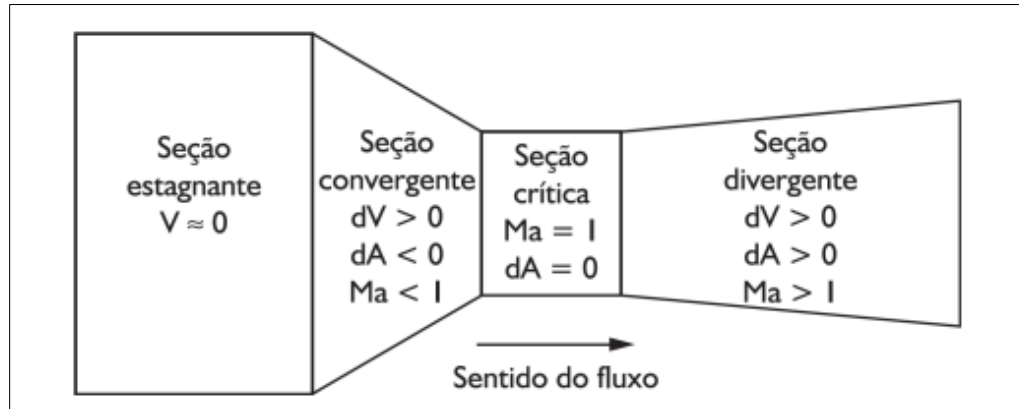 Seção
estagnante
V ≈ 0
Seção
convergente
dV > 0
dA < 0
Ma < 1
Seção
crítica
Ma = 1
dA = 0
Seção
divergente
dV > 0
dA > 0
Ma > 1
Sentido do fluxo